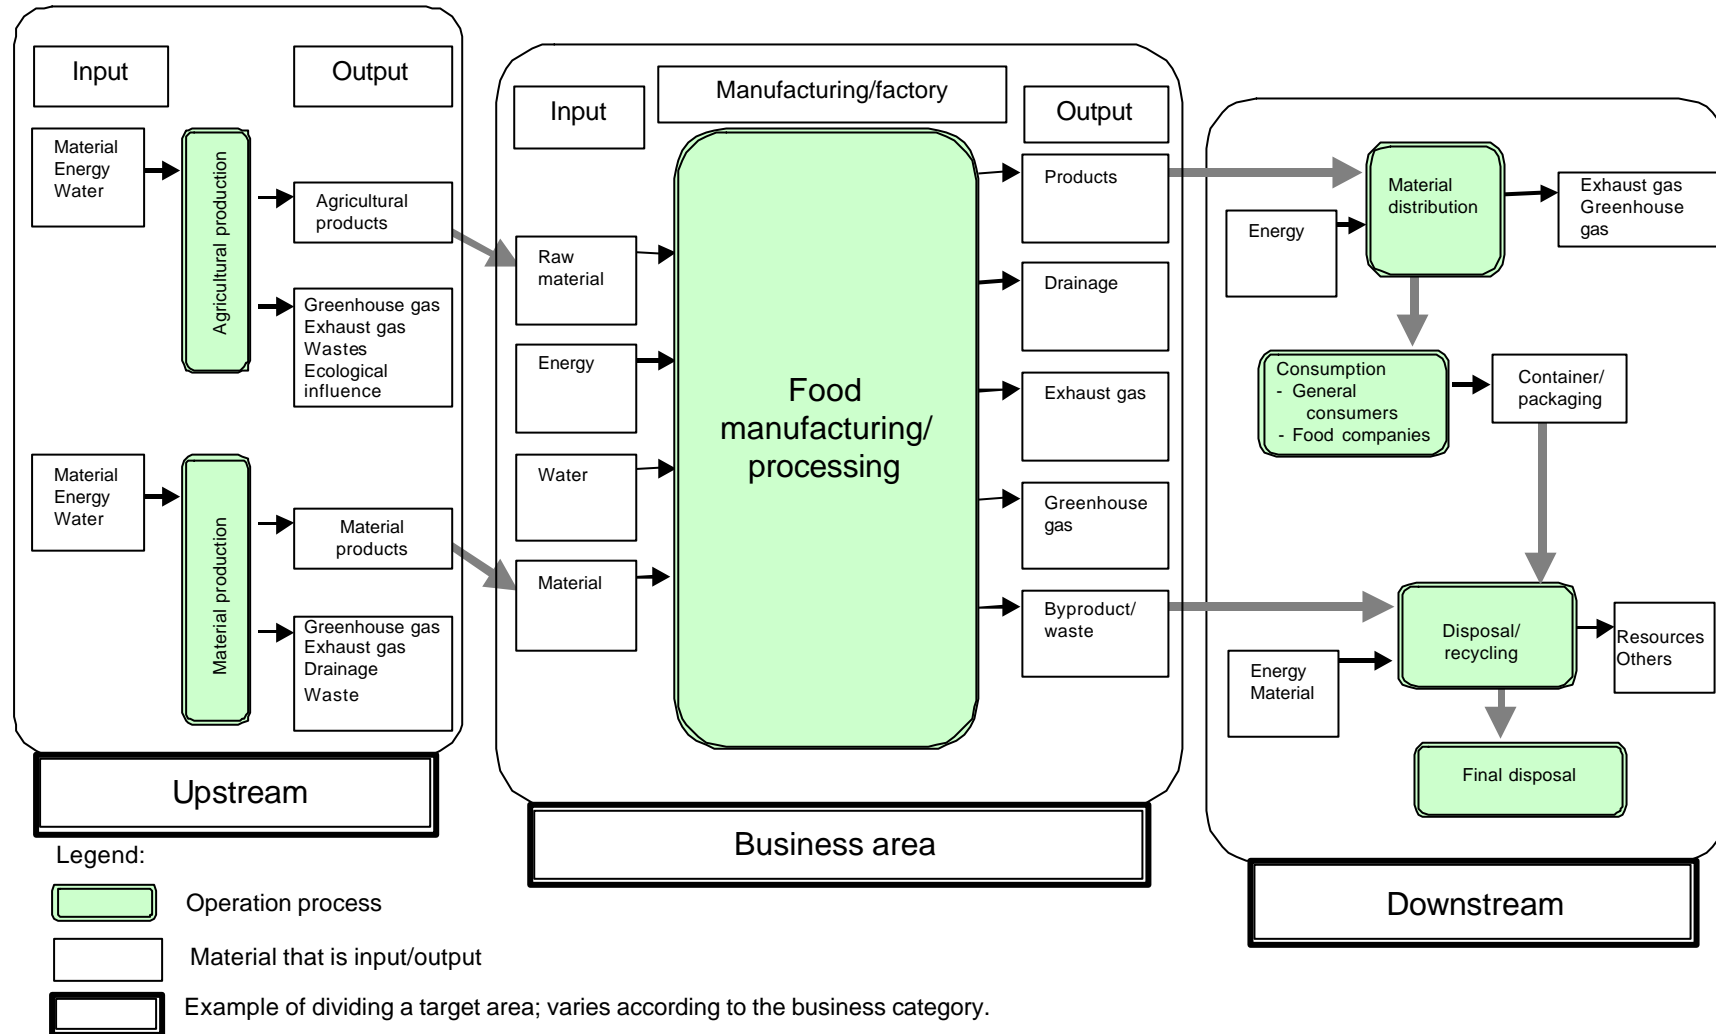 Input
Output
Material
Energy
Water
Agricultural production
Agricultural
products
Greenhouse gas
Exhaust gas
Wastes
Ecological
influence
Material
Energy
Water
Material production
Material
products
Greenhouse gas
Exhaust gas
Drainage
Waste
Upstream
Manufacturing/factory
Input
Output
Raw
material
Energy
Water
Material
Food
manufacturing/
processing
Products
Drainage
Exhaust gas
Greenhouse
gas
Byproduct/
waste
Business area
Energy
Material
distribution
Exhaust gas
Greenhouse
gas
Consumption
- General
consumers
- Food companies
Container/
packaging
Energy
Material
Disposal/
recycling
Resources
Others
Final disposal
Downstream
Legend:
Operation process
Material that is input/output
Example of dividing a target area; varies according to the business category.